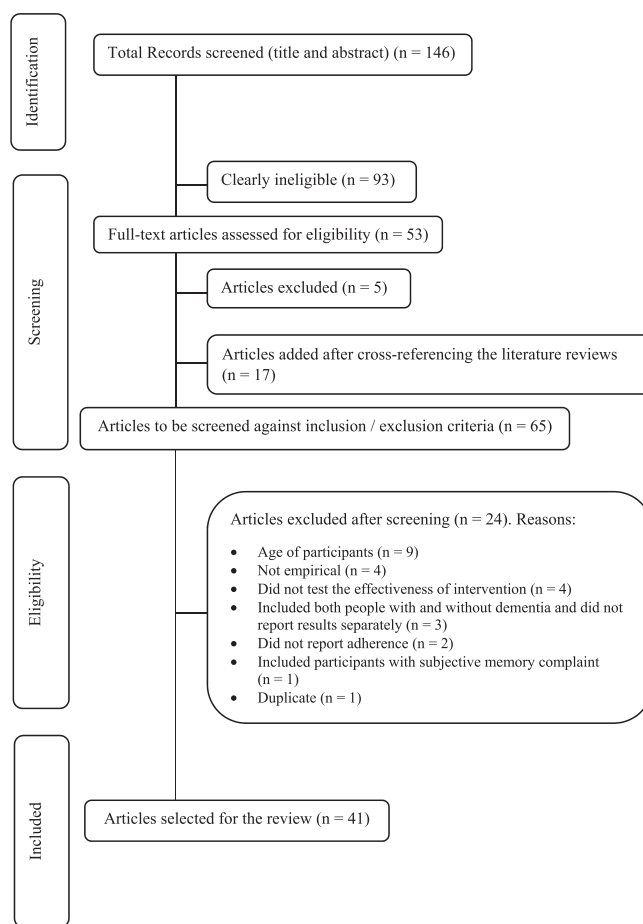 Identification
Total Records screened (title and abstract) (n = 146)
Clearly ineligible (n = 93)
Screening
Full-text articles assessed for eligibility (n = 53)
Articles excluded (n = 5)
Articles added after cross-referencing the literature reviews
(n = 17)
Articles to be screened against inclusion / exclusion criteria (n = 65)
Eligibility
Articles excluded after screening (n = 24). Reasons:
• Age of participants (n = 9)
• Not empirical (n = 4)
• Did not test the effectiveness of intervention (n = 4)
• Included both people with and without dementia and did not
report results separately (n = 3)
• Did not report adherence (n = 2)
• Included participants with subjective memory complaint
(n = 1)
• Duplicate (n = 1)
Included
Articles selected for the review (n = 41)